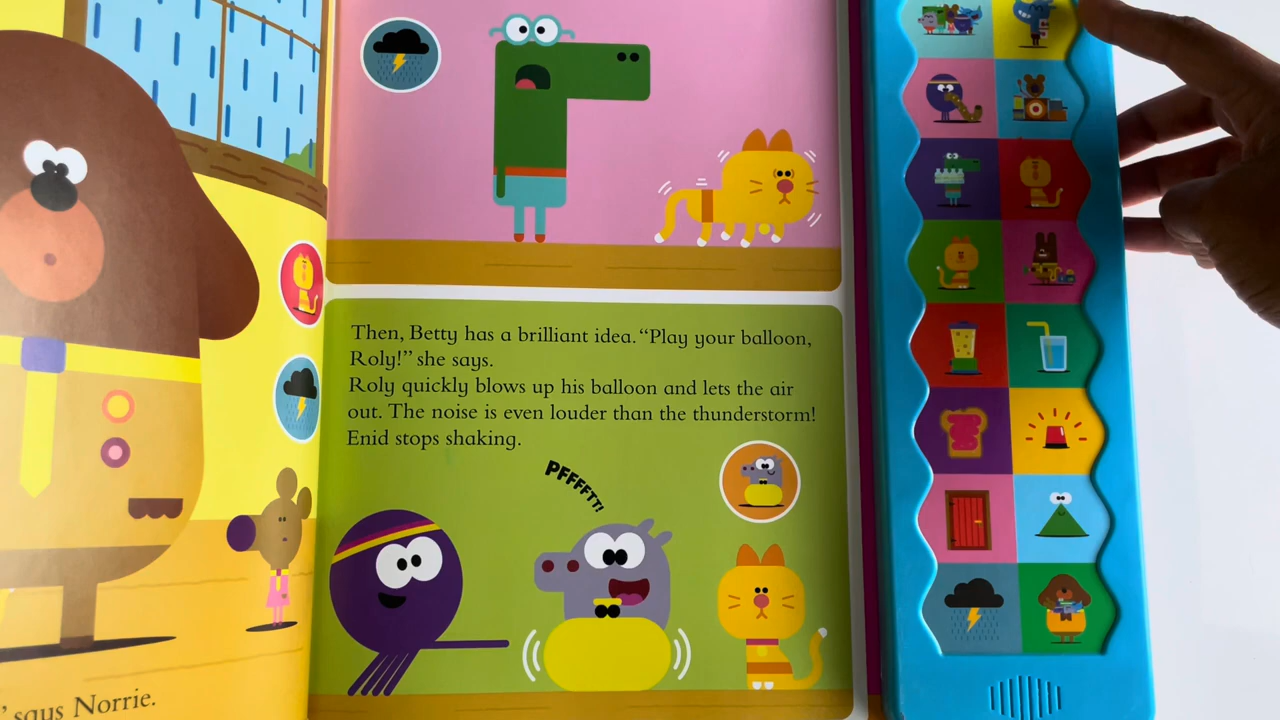 Then, Betty has a brilliant idea. “Play your balloon,
Roly!” she says.
Roly quickly blows up his balloon and lets the air
out. The noise is even louder than the thunderstorm!
Enid stops shaking.
PFFFFTT!
” says Norrie.